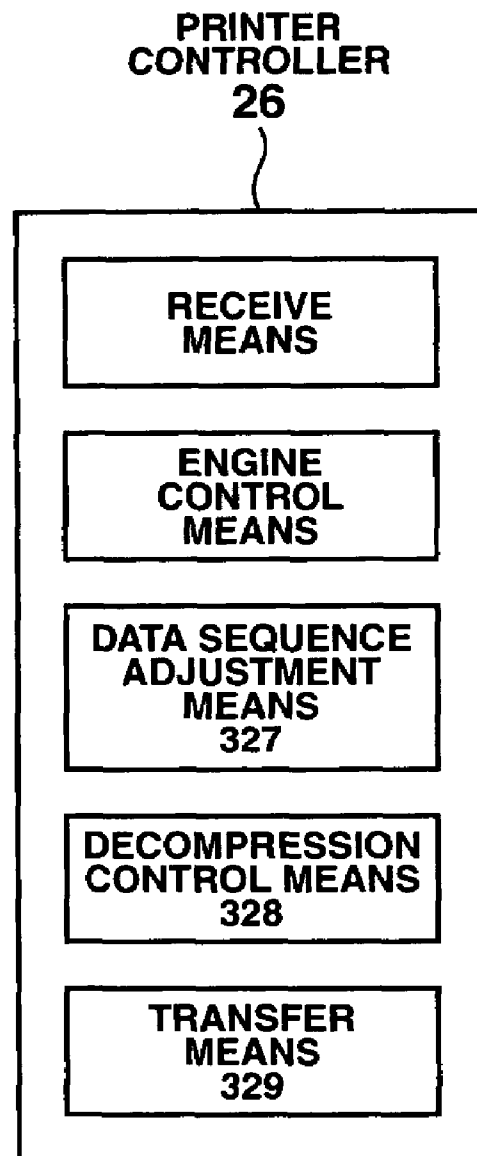 PRINTER
CONTROLLER
26
RECEIVE
MEANS
ENGINE
CONTROL
MEANS
DATA SEQUENCE
ADJUSTMENT
MEANS
327
DECOMPRESSION
CONTROL MEANS
328
TRANSFER
MEANS
329